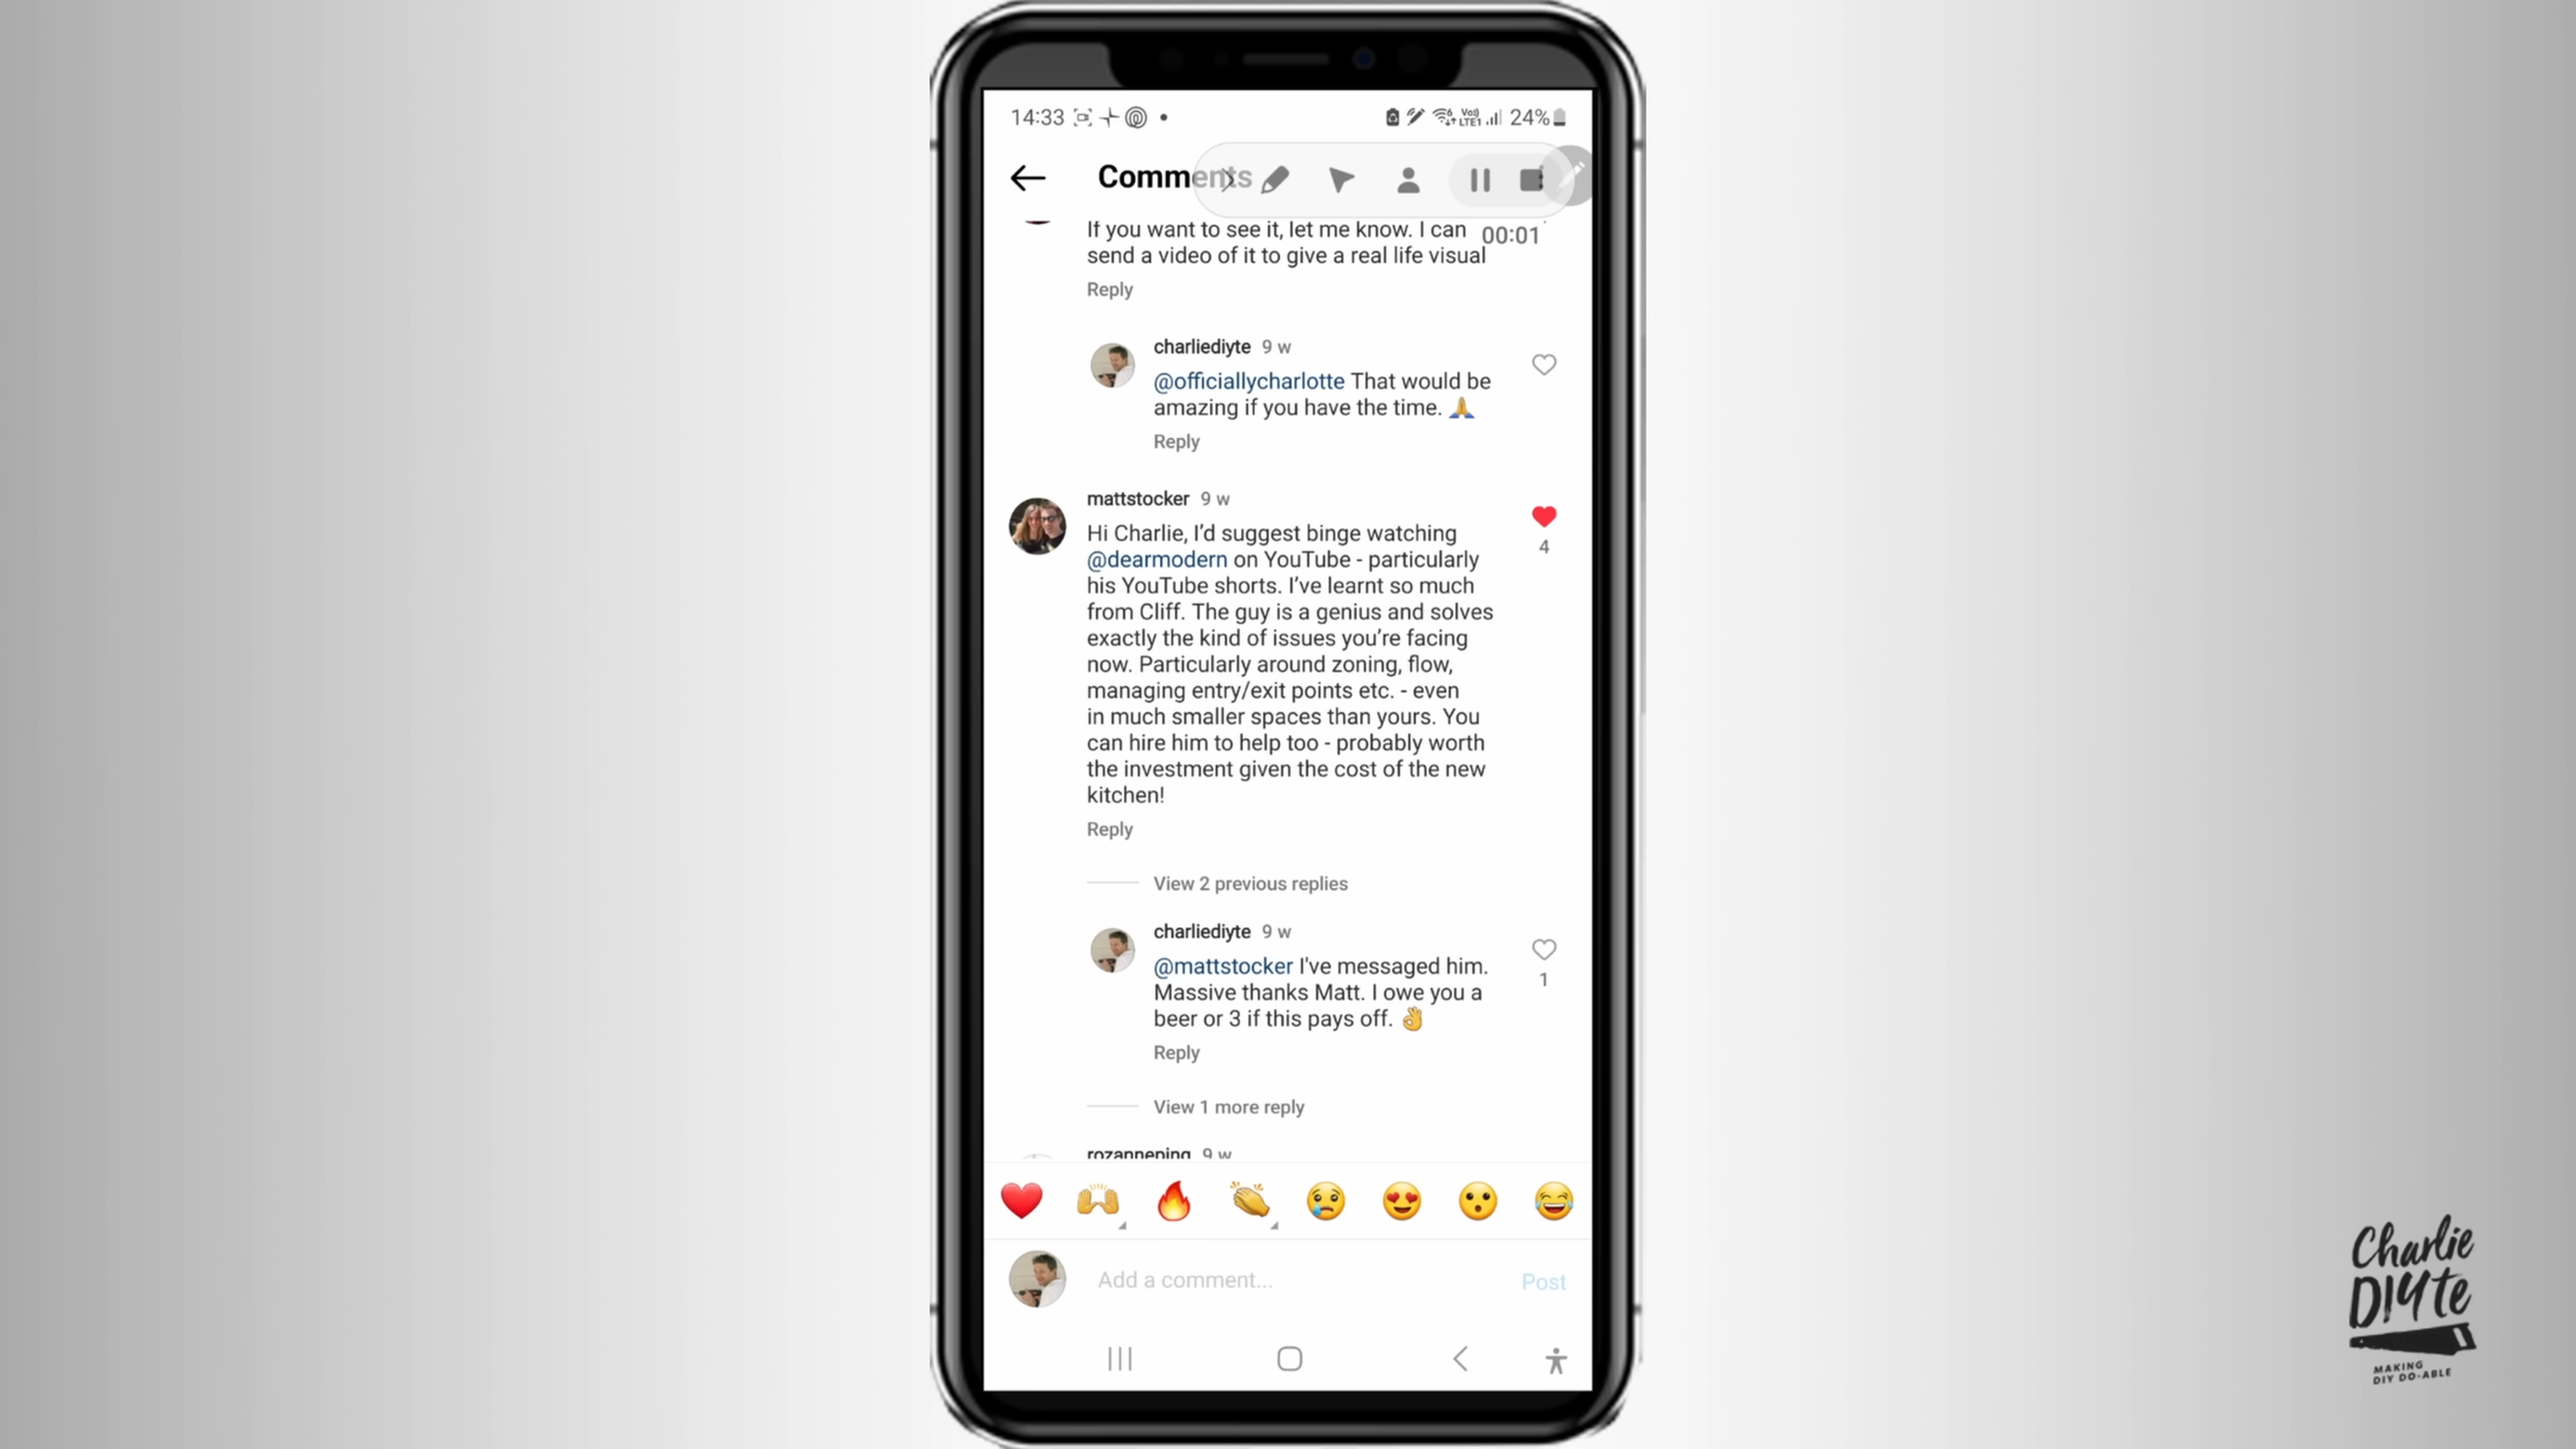 14:33
Vo)) LTE1 24%
Comments
If you want to see it, let me know. I can
00:01
send a video of it to give a real life visual
Reply
charliediyte 9 w
@officiallycharlotte That would be
amazing if you have the time. 🙏
Reply
mattstocker 9 w
Hi Charlie, I’d suggest binge watching
@dearmodern on YouTube - particularly
his YouTube shorts. I’ve learnt so much
from Cliff. The guy is a genius and solves
exactly the kind of issues you’re facing
now. Particularly around zoning, flow,
managing entry/exit points etc. - even
in much smaller spaces than yours. You
can hire him to help too - probably worth
the investment given the cost of the new
kitchen!
4
Reply
View 2 previous replies
charliediyte 9 w
@mattstocker I've messaged him.
Massive thanks Matt. I owe you a
beer or 3 if this pays off. 👌
1
Reply
View 1 more reply
rozanneping 9 w
Add a comment...
Post
Charlie
DIYte
MAKING
DIY DO-ABLE